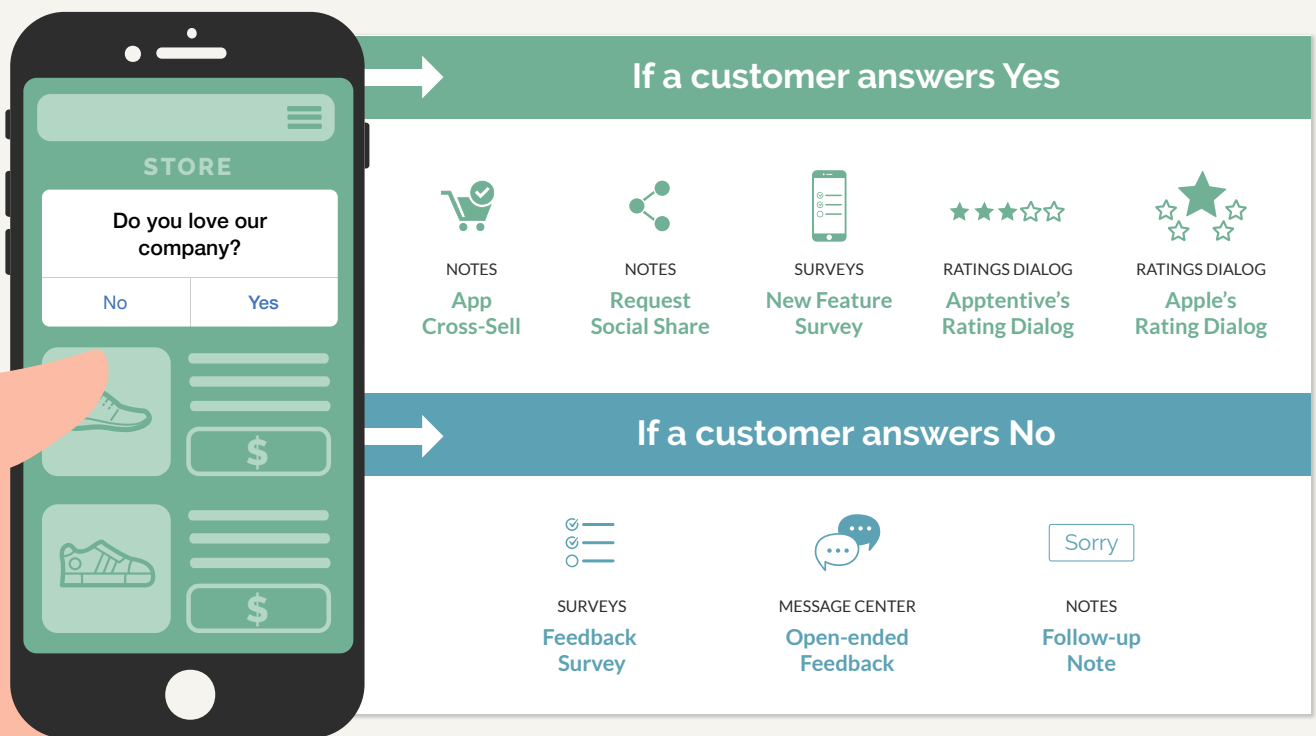 STORE
Do you love our
company?
No
Yes
$
$
If a customer answers Yes
NOTES
App
Cross-Sell
NOTES
Request
Social Share
SURVEYS
New Feature
Survey
RATINGS DIALOG
Apptentive's
Rating Dialog
RATINGS DIALOG
Apple's
Rating Dialog
If a customer answers No
SURVEYS
Feedback
Survey
MESSAGE CENTER
Open-ended
Feedback
Sorry
NOTES
Follow-up
Note